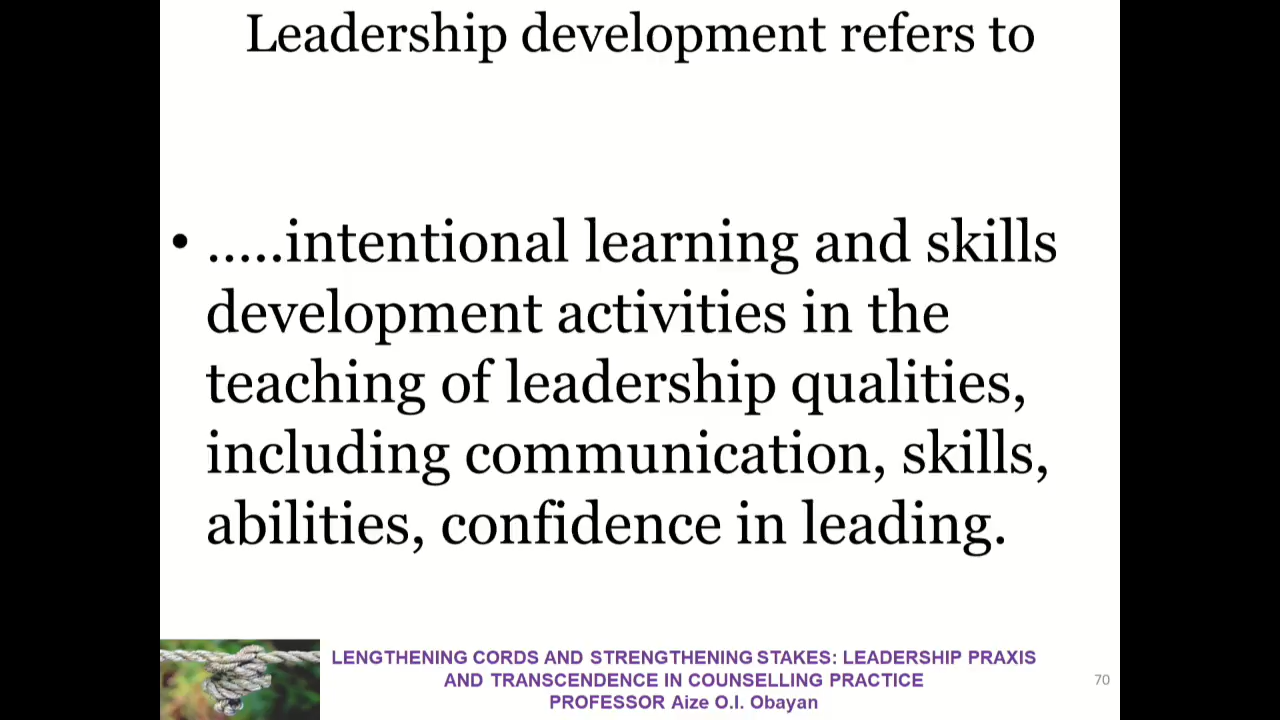 Leadership development refers to
• .....intentional learning and skills
development activities in the
teaching of leadership qualities,
including communication, skills,
abilities, confidence in leading.
LENGTHENING CORDS AND STRENGTHENING STAKES: LEADERSHIP PRAXIS
AND TRANSCENDENCE IN COUNSELLING PRACTICE
PROFESSOR Aize O.I. Obayan
70